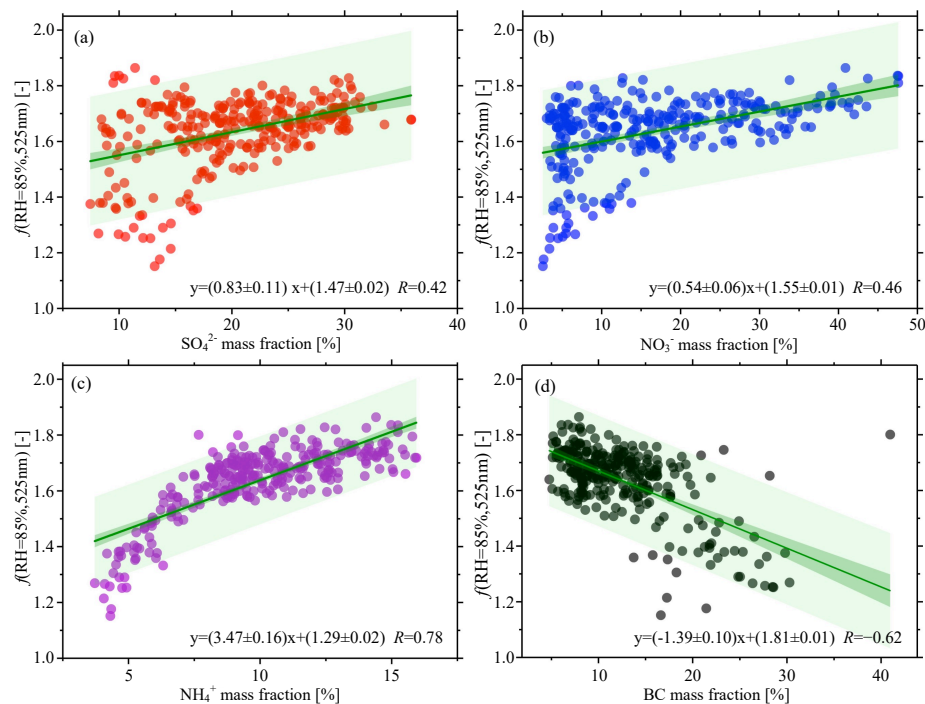 (a)
2.0
1.8
1.6
1.4
1.2
1.0
f(RH=85%,525nm) [-]
y=(0.83±0.11) x+(1.47±0.02) R=0.42
10 20 30 40
SO₄²⁻ mass fraction [%]
(b)
2.0
1.8
1.6
1.4
1.2
1.0
f(RH=85%,525nm) [-]
y=(0.54±0.06)x+(1.55±0.01) R=0.46
0 10 20 30 40 50
NO₃⁻ mass fraction [%]
(c)
2.0
1.8
1.6
1.4
1.2
1.0
f(RH=85%,525nm) [-]
y=(3.47±0.16)x+(1.29±0.02) R=0.78
5 10 15
NH₄⁺ mass fraction [%]
(d)
2.0
1.8
1.6
1.4
1.2
1.0
f(RH=85%,525nm) [-]
y=(-1.39±0.10)x+(1.81±0.01) R=−0.62
10 20 30 40
BC mass fraction [%]